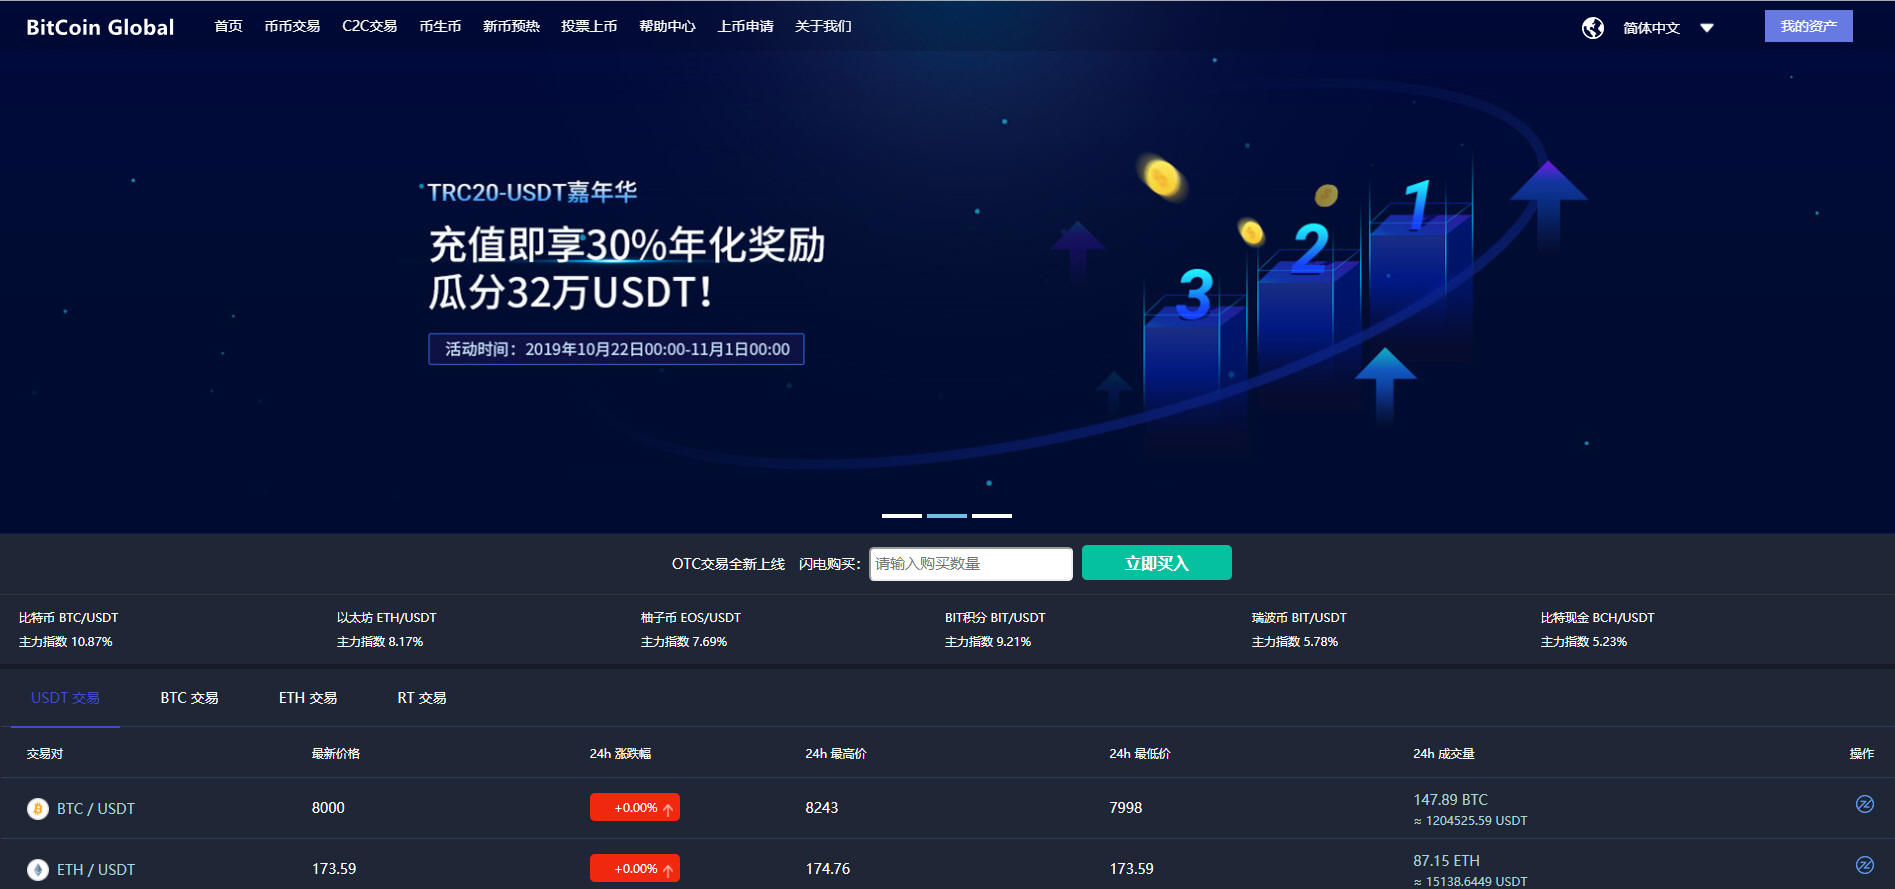 BitCoin Global 首页 币币交易 C2C交易 币生币 新币预热 投票上币 帮助中心 上币申请 关于我们 简体中文 我的资产
TRC20-USDT嘉年华
充值即享30%年化奖励
瓜分32万USDT！
活动时间：2019年10月22日00:00-11月1日00:00
1
2
3
OTC交易全新上线 闪电购买： 请输入购买数量 立即买入
比特币 BTC/USDT 以太坊 ETH/USDT 柚子币 EOS/USDT BIT积分 BIT/USDT 瑞波币 BIT/USDT 比特现金 BCH/USDT
主力指数 10.87% 主力指数 8.17% 主力指数 7.69% 主力指数 9.21% 主力指数 5.78% 主力指数 5.23%
USDT 交易 BTC 交易 ETH 交易 RT 交易
交易对 最新价格 24h 涨跌幅 24h 最高价 24h 最低价 24h 成交量 操作
BTC / USDT 8000 +0.00% 8243 7998 147.89 BTC
≈ 1204525.59 USDT
ETH / USDT 173.59 +0.00% 174.76 173.59 87.15 ETH
≈ 15138.6449 USDT